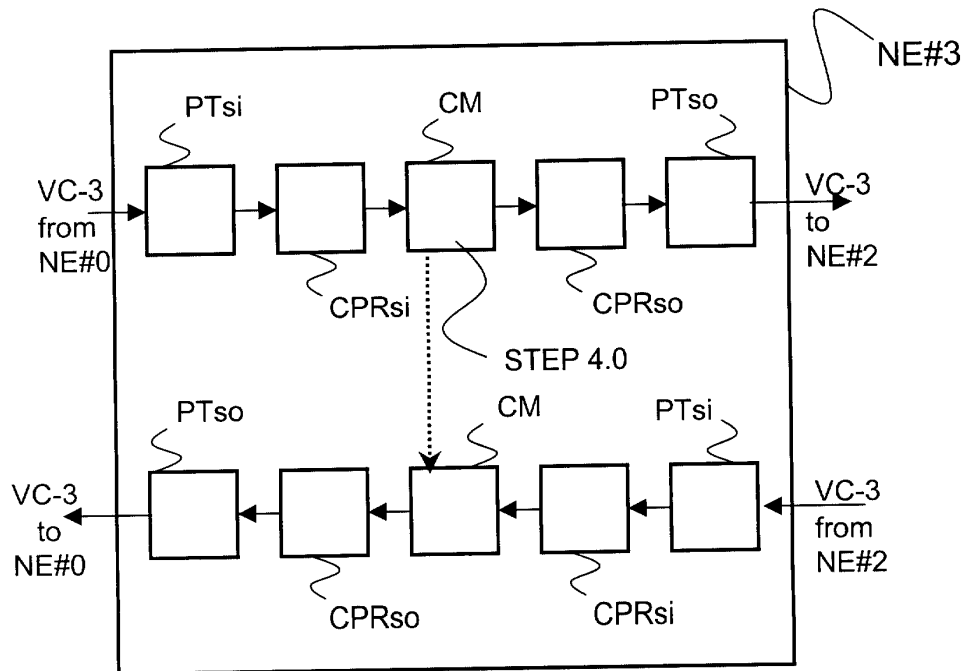 NE#3
PTsi
CM
PTso
VC-3
from
NE#0
VC-3
to
NE#2
CPRsi
CPRso
STEP 4.0
PTso
CM
PTsi
VC-3
to
NE#0
VC-3
from
NE#2
CPRso
CPRsi